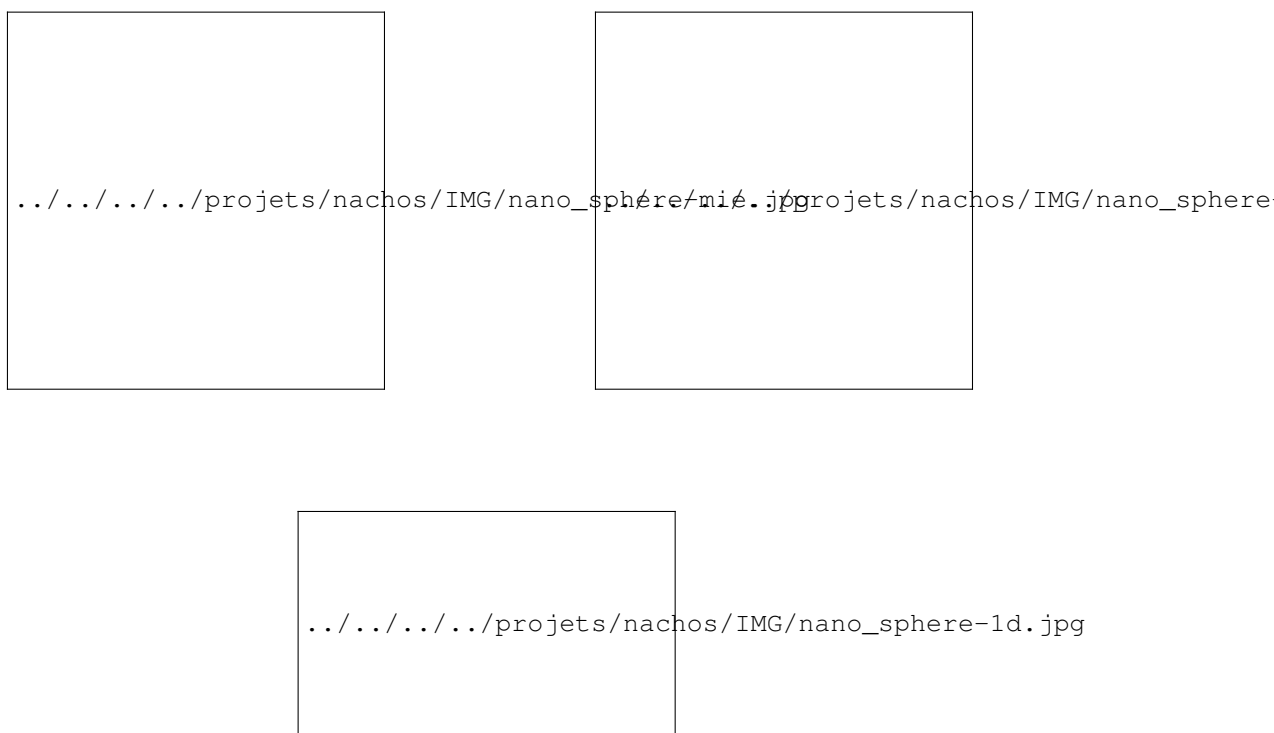 ../../../../projets/nachos/IMG/nano_sphere-mie.jpg
../../../../projets/nachos/IMG/nano_sphere-
../../../../projets/nachos/IMG/nano_sphere-1d.jpg